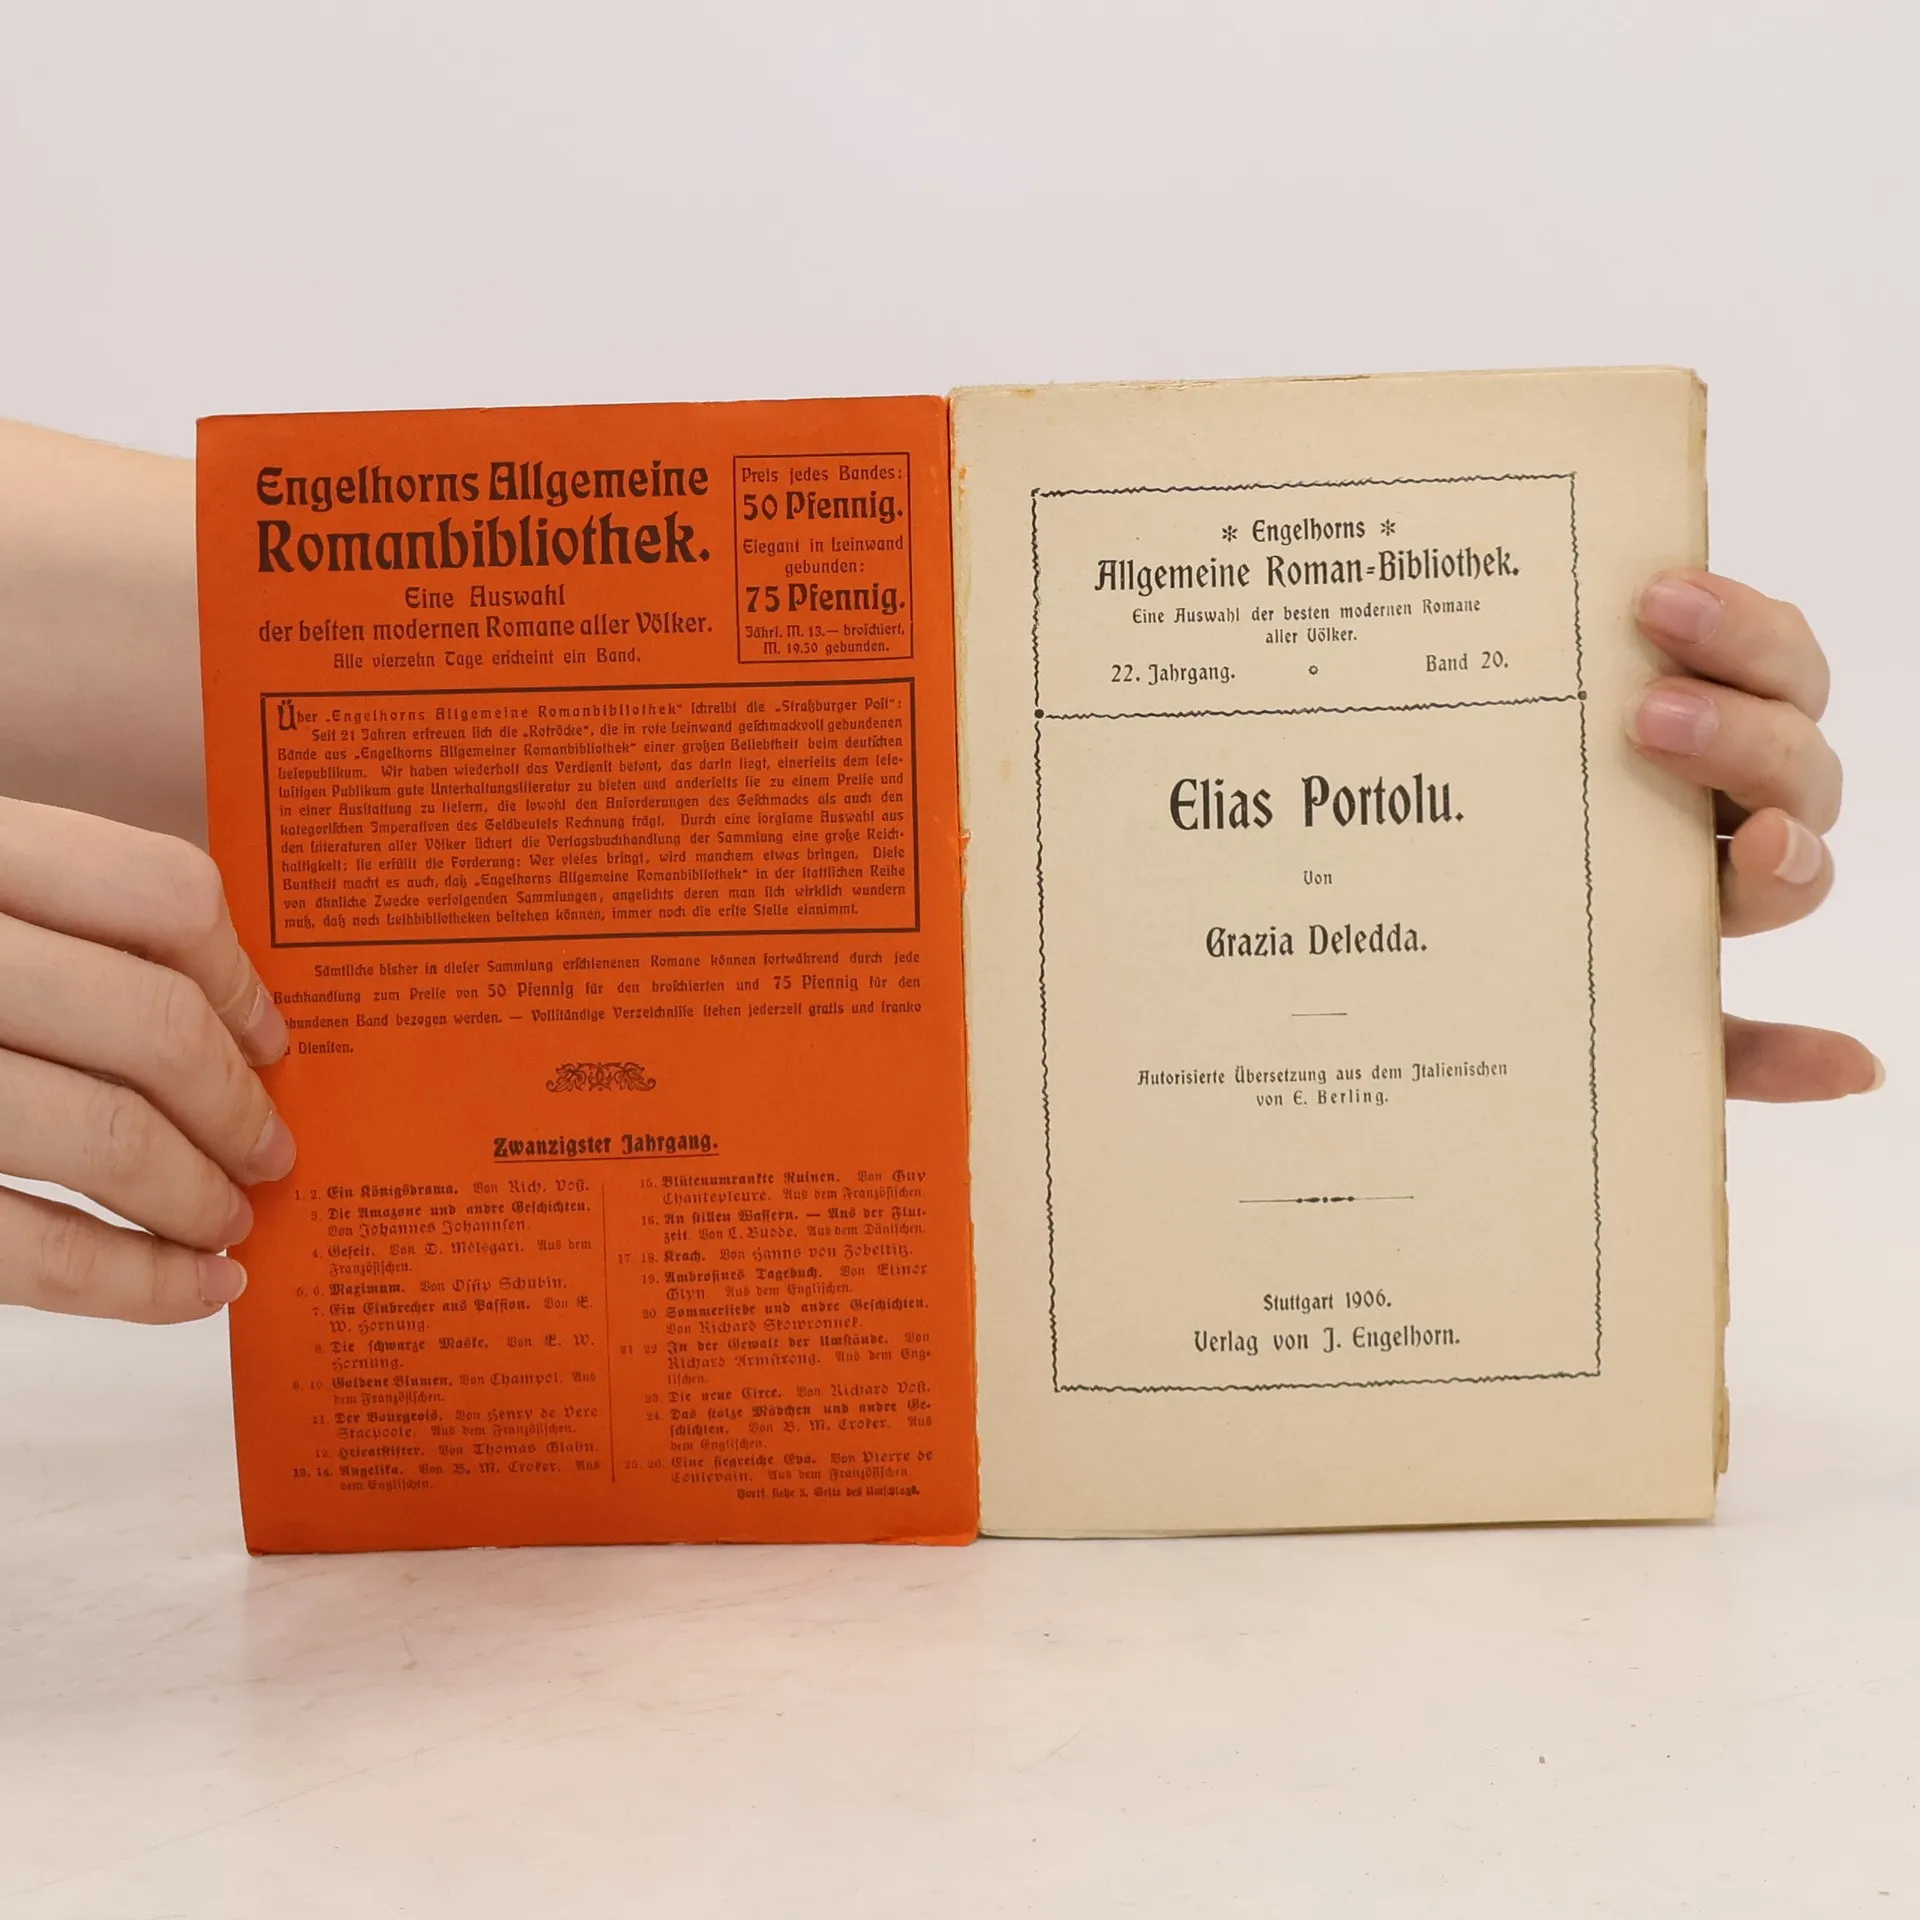 Engelhorns Allgemeine
Romanbibliothek.
Eine Auswahl
der besten modernen Romane aller Völker.
Alle vierzehn Tage erscheint ein Band.
Preis jedes Bandes:
50 Pfennig.
Elegant in Leinwand
gebunden:
75 Pfennig.
Jährl. M. 13.— broschiert,
M. 19.50 gebunden.
Über „Engelhorns Allgemeine Romanbibliothek“ schreibt die „Straßburger Post“:
Seit 21 Jahren erfreuen sich die „Rotröcke“, die in rote Leinwand geschmackvoll gebundenen
Bände aus „Engelhorns Allgemeiner Romanbibliothek“ einer großen Beliebtheit beim deutschen
Lesepublikum. Wir haben wiederholt das Verdienst betont, das darin liegt, einerseits dem lese-
lustigen Publikum gute Unterhaltungsliteratur zu bieten und anderseits sie zu einem Preise und
in einer Ausstattung zu liefern, die sowohl den Anforderungen des Geschmacks als auch den
kategorischen Imperativen des Geldbeutels Rechnung trägt. Durch eine sorgsame Auswahl aus
den Literaturen aller Völker sichert die Verlagsbuchhandlung der Sammlung eine große Reich-
haltigkeit; sie erfüllt die Forderung: Wer vieles bringt, wird manchem etwas bringen. Diese
Buntheit macht es auch, daß „Engelhorns Allgemeine Romanbibliothek“ in der stattlichen Reihe
von ähnliche Zwecke verfolgenden Sammlungen, angesichts deren man sich wirklich wundern
muß, daß noch Leihbibliotheken bestehen können, immer noch die erste Stelle einnimmt.
Sämtliche bisher in dieser Sammlung erschienenen Romane können fortwährend durch jede
Buchhandlung zum Preise von 50 Pfennig für den broschierten und 75 Pfennig für den
bundenen Band bezogen werden. — Vollständige Verzeichnisse stehen jederzeit gratis und franko
Diensten.
Zwanzigster Jahrgang.
1. 2. Ein Königsdrama. Von Rich. Voß.
3. Die Amazone und andre Geschichten.
Von Johannes Johannsen.
4. Gefeit. Von D. Mélégari. Aus dem
Französischen.
5. 6. Maximum. Von Ossip Schubin.
7. Ein Einbrecher aus Passion. Von E.
W. Hornung.
8. Die schwarze Maske. Von E. W.
Hornung.
9. 10. Goldene Blumen. Von Champol. Aus
dem Französischen.
11. Der Bourgeois. Von Henry de Vere
Stacpoole. Aus dem Französischen.
12. Heiratstifter. Von Thomas Glahn.
13. 14. Angelika. Von B. M. Croker. Aus
dem Englischen.
15. Blütenumrankte Ruinen. Von Guy
Chantepleure. Aus dem Französischen.
16. An stillen Wassern. — Aus der Flut-
zeit. Von L. Budde. Aus dem Dänischen.
17. 18. Krach. Von Hanns von Zobeltitz.
19. Ambrosines Tagebuch. Von Elinor
Glyn. Aus dem Englischen.
20. Sommerliebe und andre Geschichten.
Von Richard Skowronnek.
21 22 In der Gewalt der Umstände. Von
Richard Armstrong. Aus dem Eng-
lischen.
23. Die neue Circe. Von Richard Voß.
24. Das stolze Mädchen und andre Ge-
schichten. Von B. M. Croker. Aus
dem Englischen.
25. 26. Eine siegreiche Eva. Von Pierre de
Coulevain. Aus dem Französischen.
Forts. siehe 3. Seite des Umschlags.
* Engelhorns *
Allgemeine Roman-Bibliothek.
Eine Auswahl der besten modernen Romane
aller Völker.
22. Jahrgang. Band 20.
Elias Portolu.
Von
Grazia Deledda.
Autorisierte Übersetzung aus dem Italienischen
von E. Berling.
Stuttgart 1906.
Verlag von J. Engelhorn.